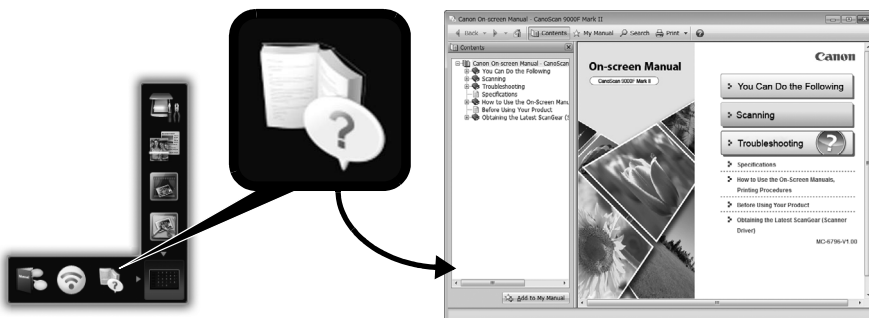 Canon On-screen Manual - CanoScan 9000F Mark II
Back
Contents
My Manual
Search
Print
Contents
Canon On-screen Manual - CanoScan
You Can Do the Following
Scanning
Troubleshooting
Specifications
How to Use the On-Screen Manu
Before Using Your Product
Obtaining the Latest ScanGear (S
Add to My Manual
On-screen Manual
CanoScan 9000F Mark II
Canon
You Can Do the Following
Scanning
Troubleshooting
Specifications
How to Use the On-Screen Manuals,
Printing Procedures
Before Using Your Product
Obtaining the Latest ScanGear (Scanner
Driver)
MC-6796-V1.00